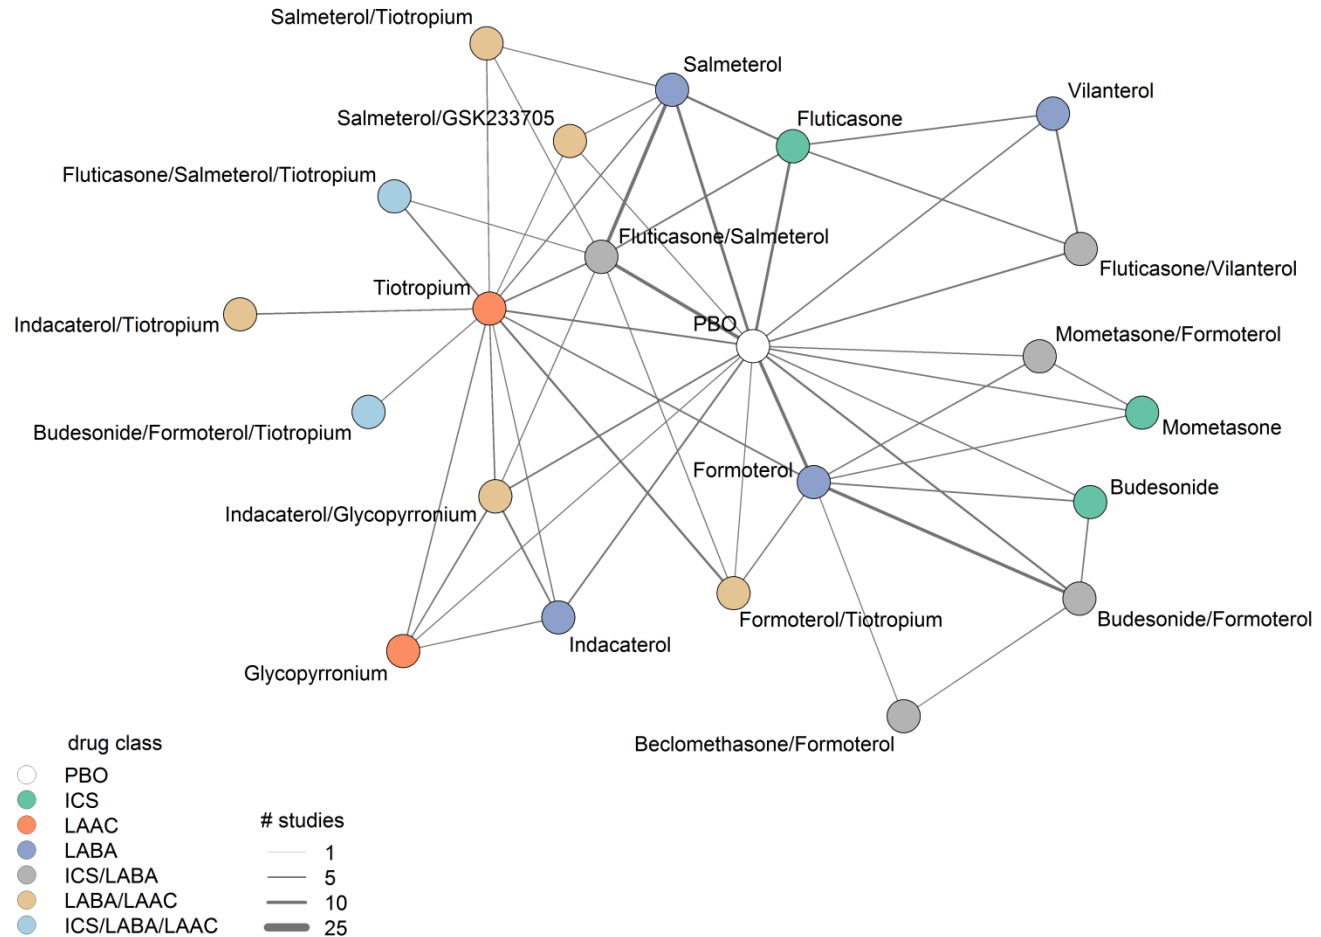 Salmeterol/Tiotropium
Salmeterol
Vilanterol
Salmeterol/GSK233705
Fluticasone
Fluticasone/Salmeterol/Tiotropium
Fluticasone/Salmeterol
Fluticasone/Vilanterol
Tiotropium
Indacaterol/Tiotropium
PBO
Mometasone/Formoterol
Budesonide/Formoterol/Tiotropium
Mometasone
Formoterol
Budesonide
Indacaterol/Glycopyrronium
Formoterol/Tiotropium
Budesonide/Formoterol
Indacaterol
Glycopyrronium
Beclomethasone/Formoterol
drug class
PBO
ICS
LAAC
LABA
ICS/LABA
LABA/LAAC
ICS/LABA/LAAC
# studies
1
5
10
25